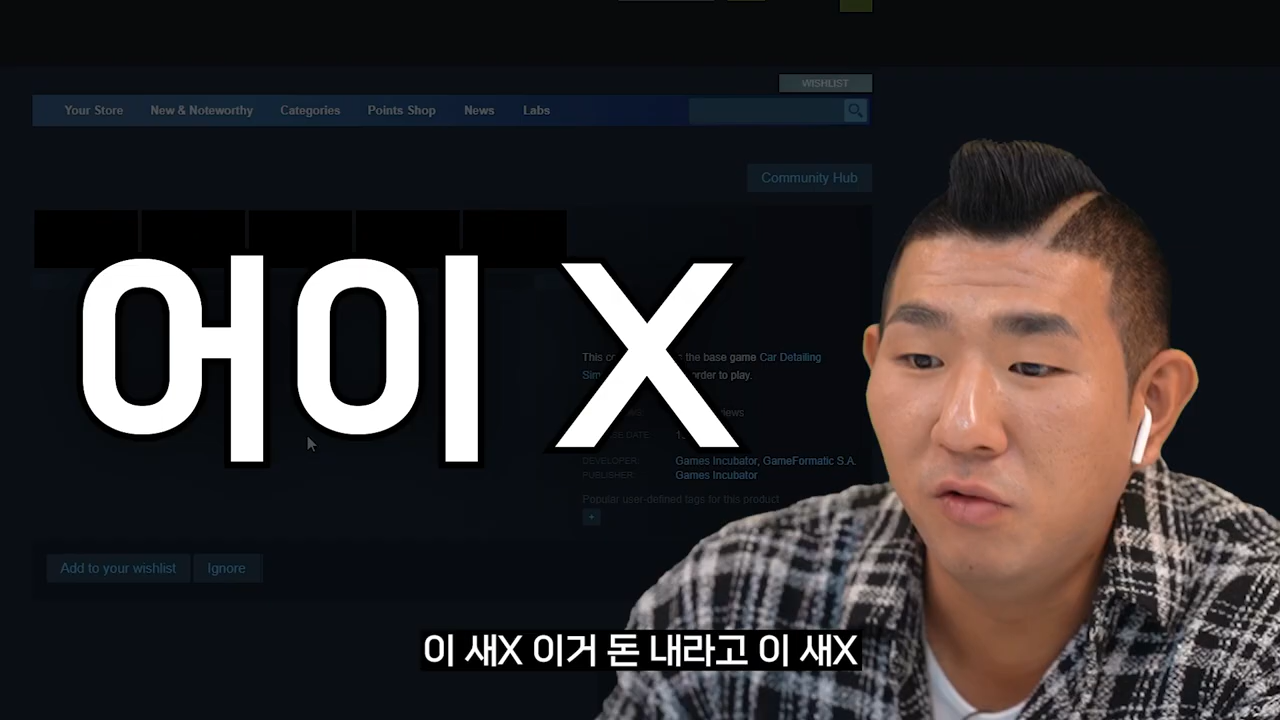 WISHLIST
Your Store New & Noteworthy Categories Points Shop News Labs
Community Hub
어이 X
the base game Car Detailing
order to play.
DEVELOPER: Games Incubator, GameFormatic S.A.
PUBLISHER: Games Incubator
Popular user-defined tags for this product
+
Add to your wishlist Ignore
이 새X 이거 돈 내라고 이 새X